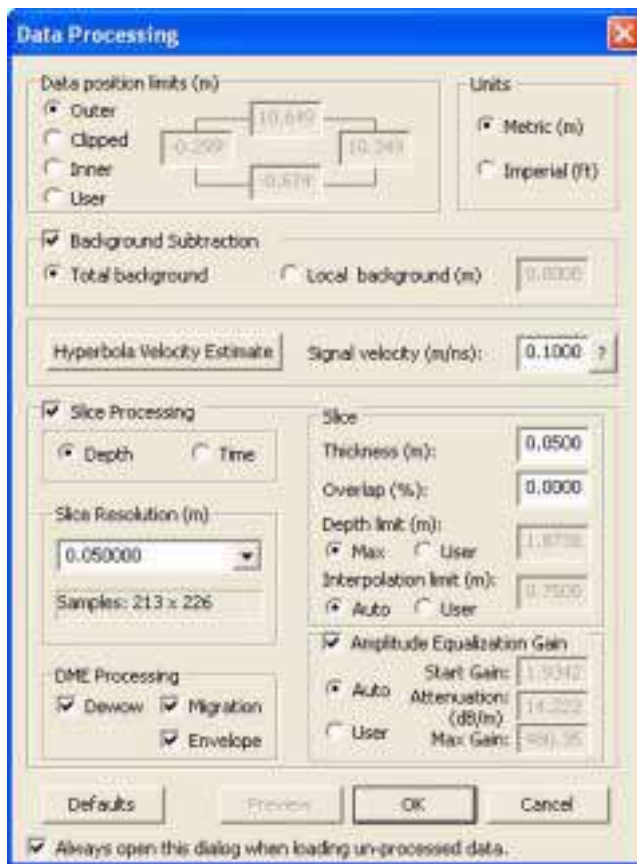 Data Processing
Data position limits (m)
Outer
Clipped
Inner
User
10.649
-0.299
10.349
-0.674
Units
Metric (m)
Imperial (ft)
Background Subtraction
Total background
Local background (m)
0.0000
Hyperbola Velocity Estimate
Signal velocity (m/ns):
0.1000
?
Slice Processing
Depth
Time
Slice Resolution (m)
0.050000
Samples: 213 x 226
DME Processing
Dewow
Migration
Envelope
Slice
Thickness (m):
0.0500
Overlap (%):
0.0000
Depth limit (m):
Max
User
Interpolation limit (m):
Auto
User
0.7500
Amplitude Equalization Gain
Auto
User
Start Gain:
1.9342
Attenuation: (dB/m)
14.222
Max Gain:
Defaults
Preview
OK
Cancel
Always open this dialog when loading un-processed data.